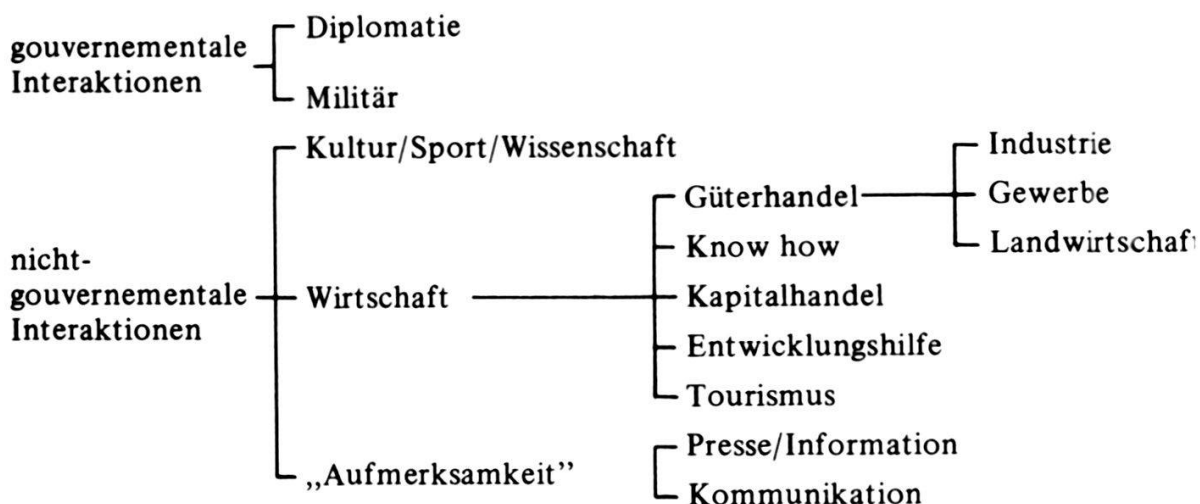 gouvernementale
Interaktionen
Diplomatie
Militär
nicht-
gouvernementale
Interaktionen
Kultur/Sport/Wissenschaft
Wirtschaft
Güterhandel
Industrie
Gewerbe
Landwirtschaft
Know how
Kapitalhandel
Entwicklungshilfe
Tourismus
„Aufmerksamkeit”
Presse/Information
Kommunikation